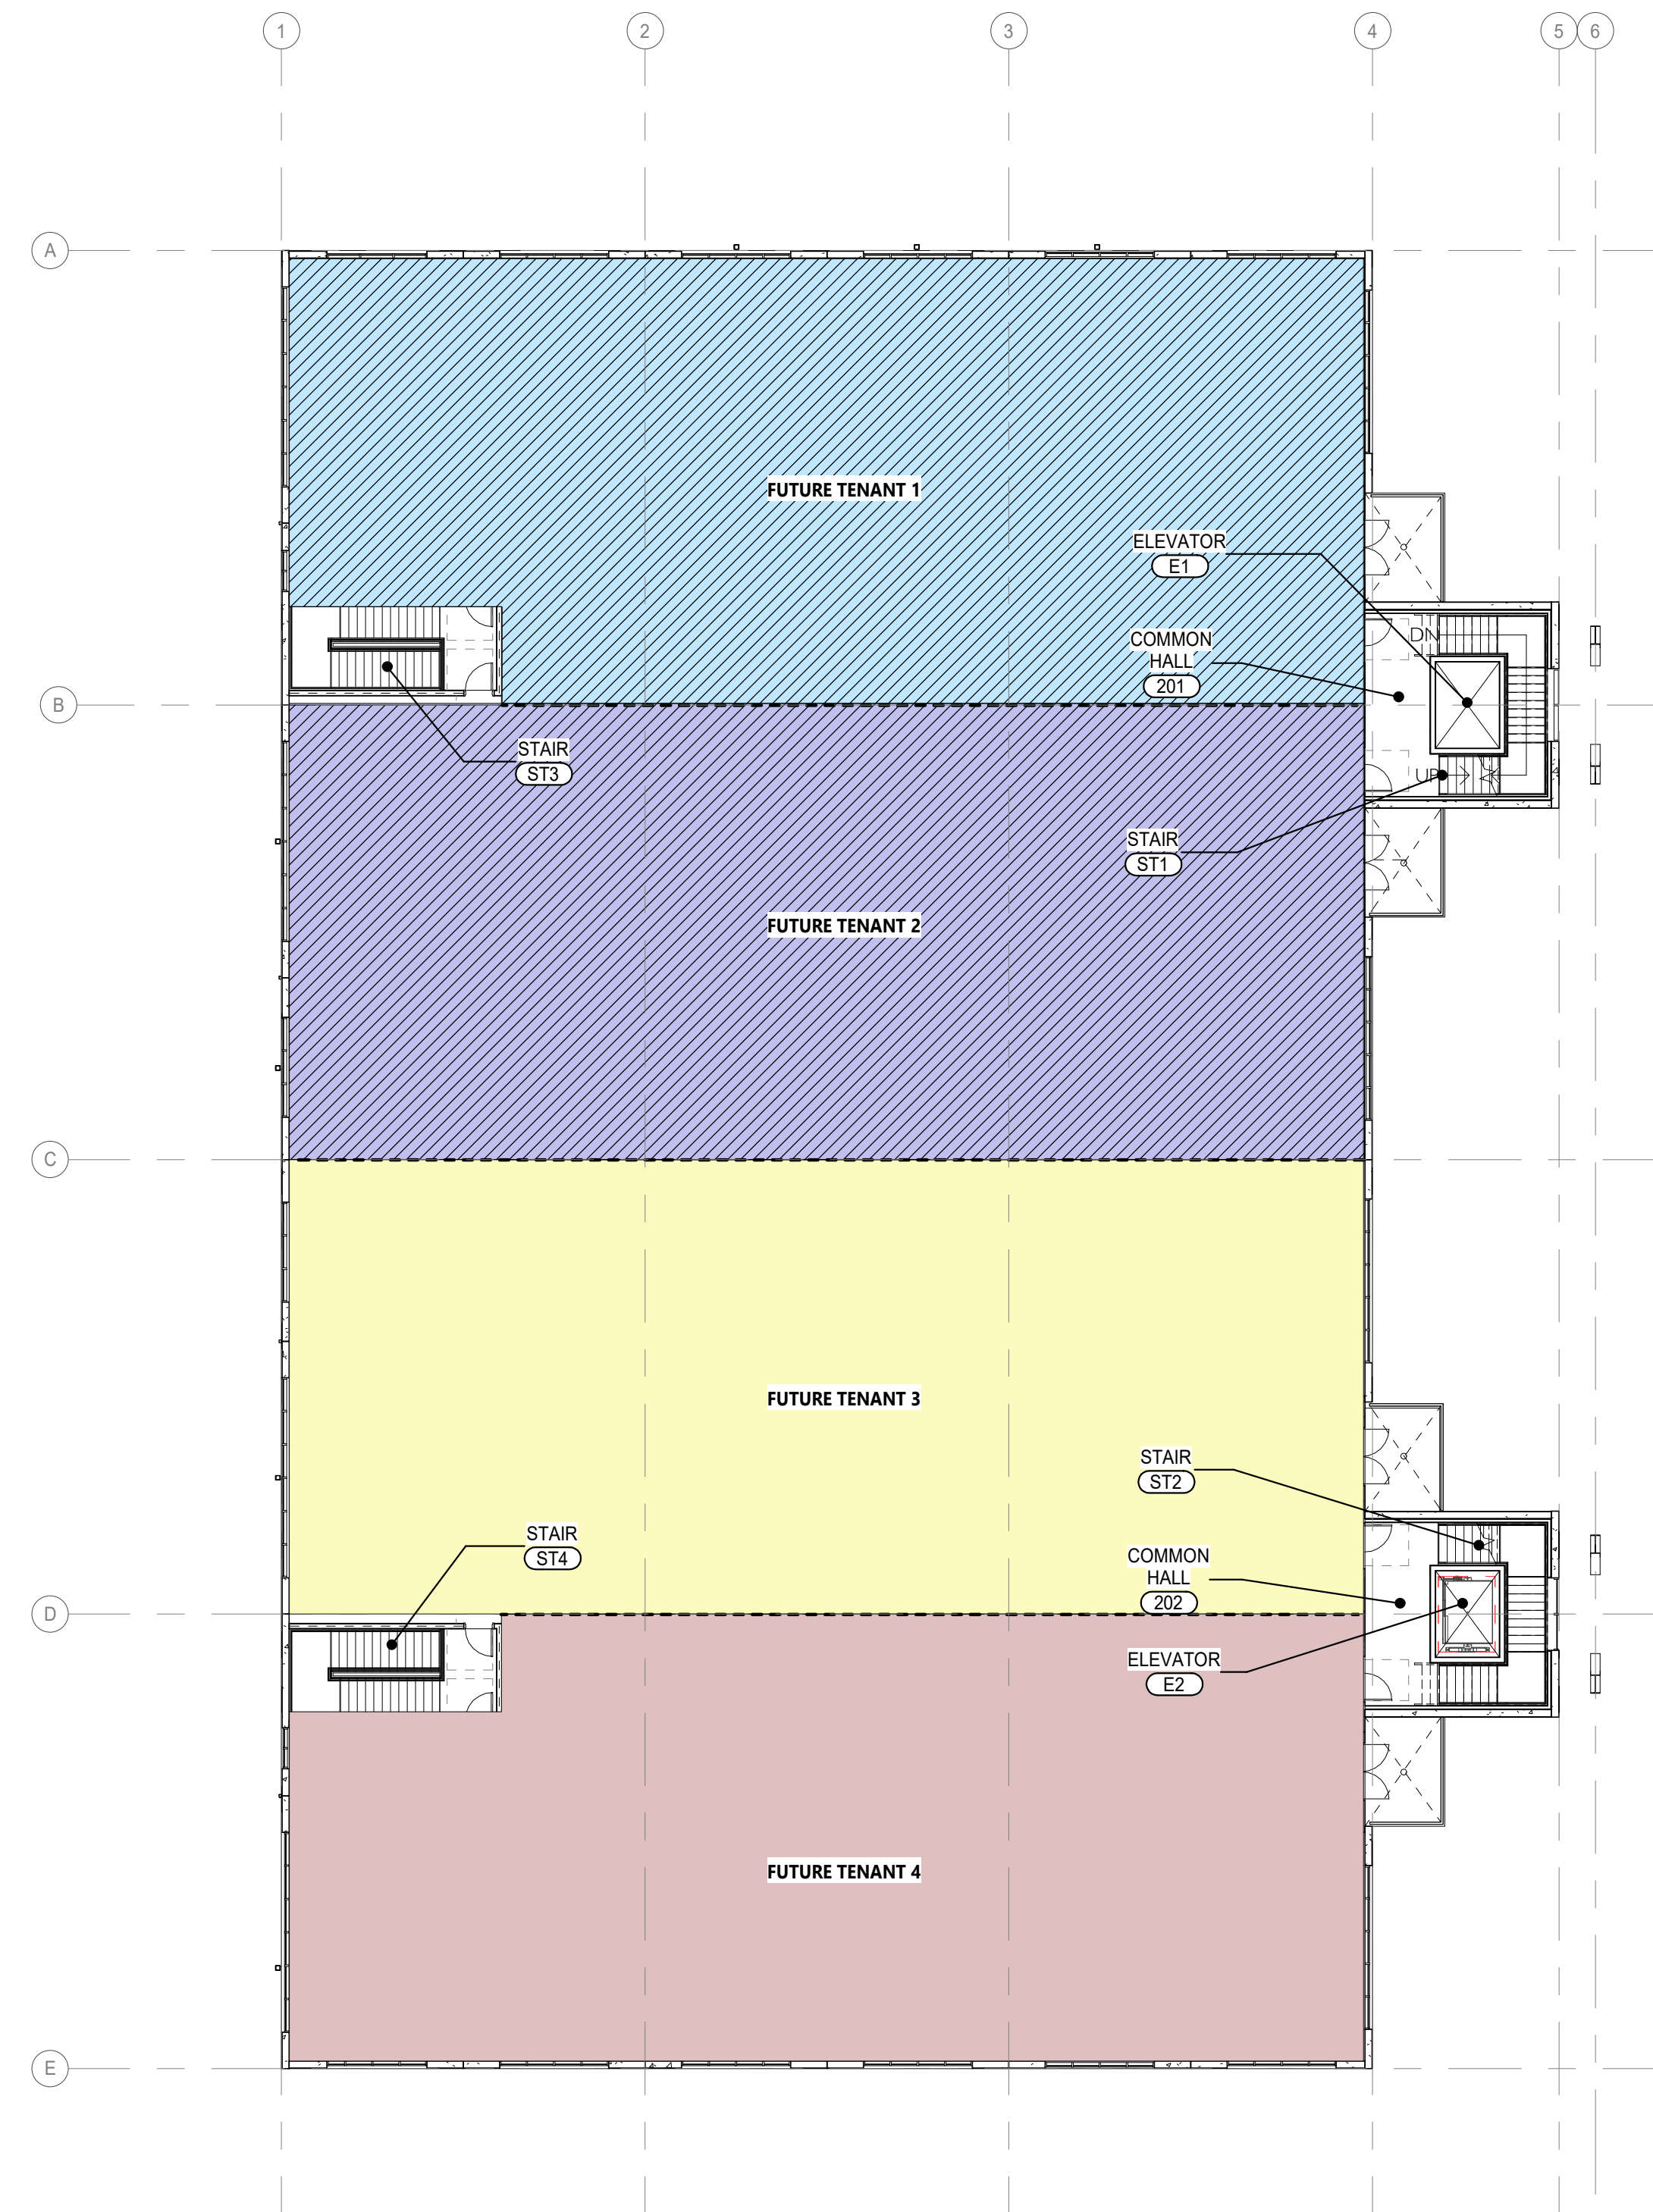 1
2
3
4
5
6
A
FUTURE TENANT 1
ELEVATOR
E1
COMMON
HALL
201
DN
B
STAIR
ST3
UP
STAIR
ST1
FUTURE TENANT 2
C
FUTURE TENANT 3
STAIR
ST2
STAIR
ST4
COMMON
HALL
202
D
ELEVATOR
E2
FUTURE TENANT 4
E